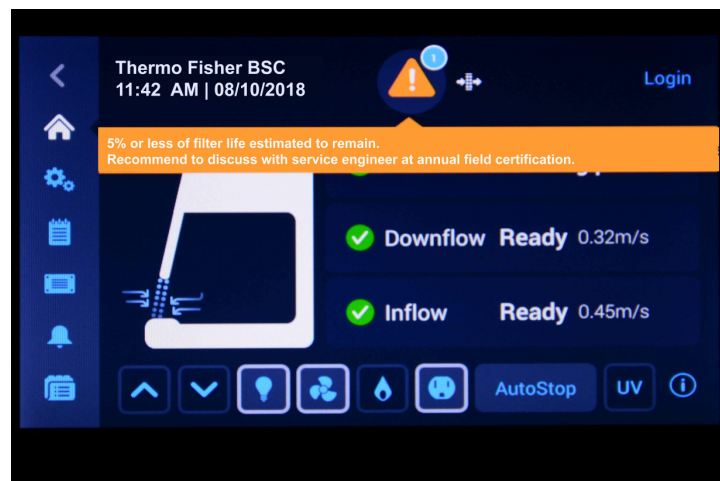 Thermo Fisher BSC
11:42 AM | 08/10/2018
1
Login
5% or less of filter life estimated to remain.
Recommend to discuss with service engineer at annual field certification.
Downflow Ready 0.32m/s
Inflow Ready 0.45m/s
AutoStop UV